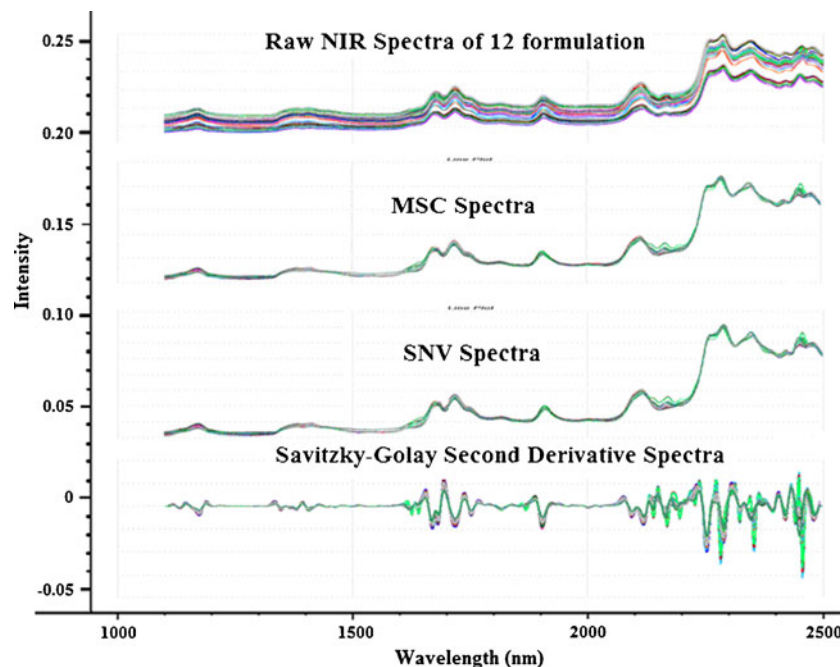 Raw NIR Spectra of 12 formulation
0.25
0.20
MSC Spectra
0.15
Intensity
0.10
SNV Spectra
0.05
Savitzky-Golay Second Derivative Spectra
0
-0.05
1000 1500 2000 2500
Wavelength (nm)